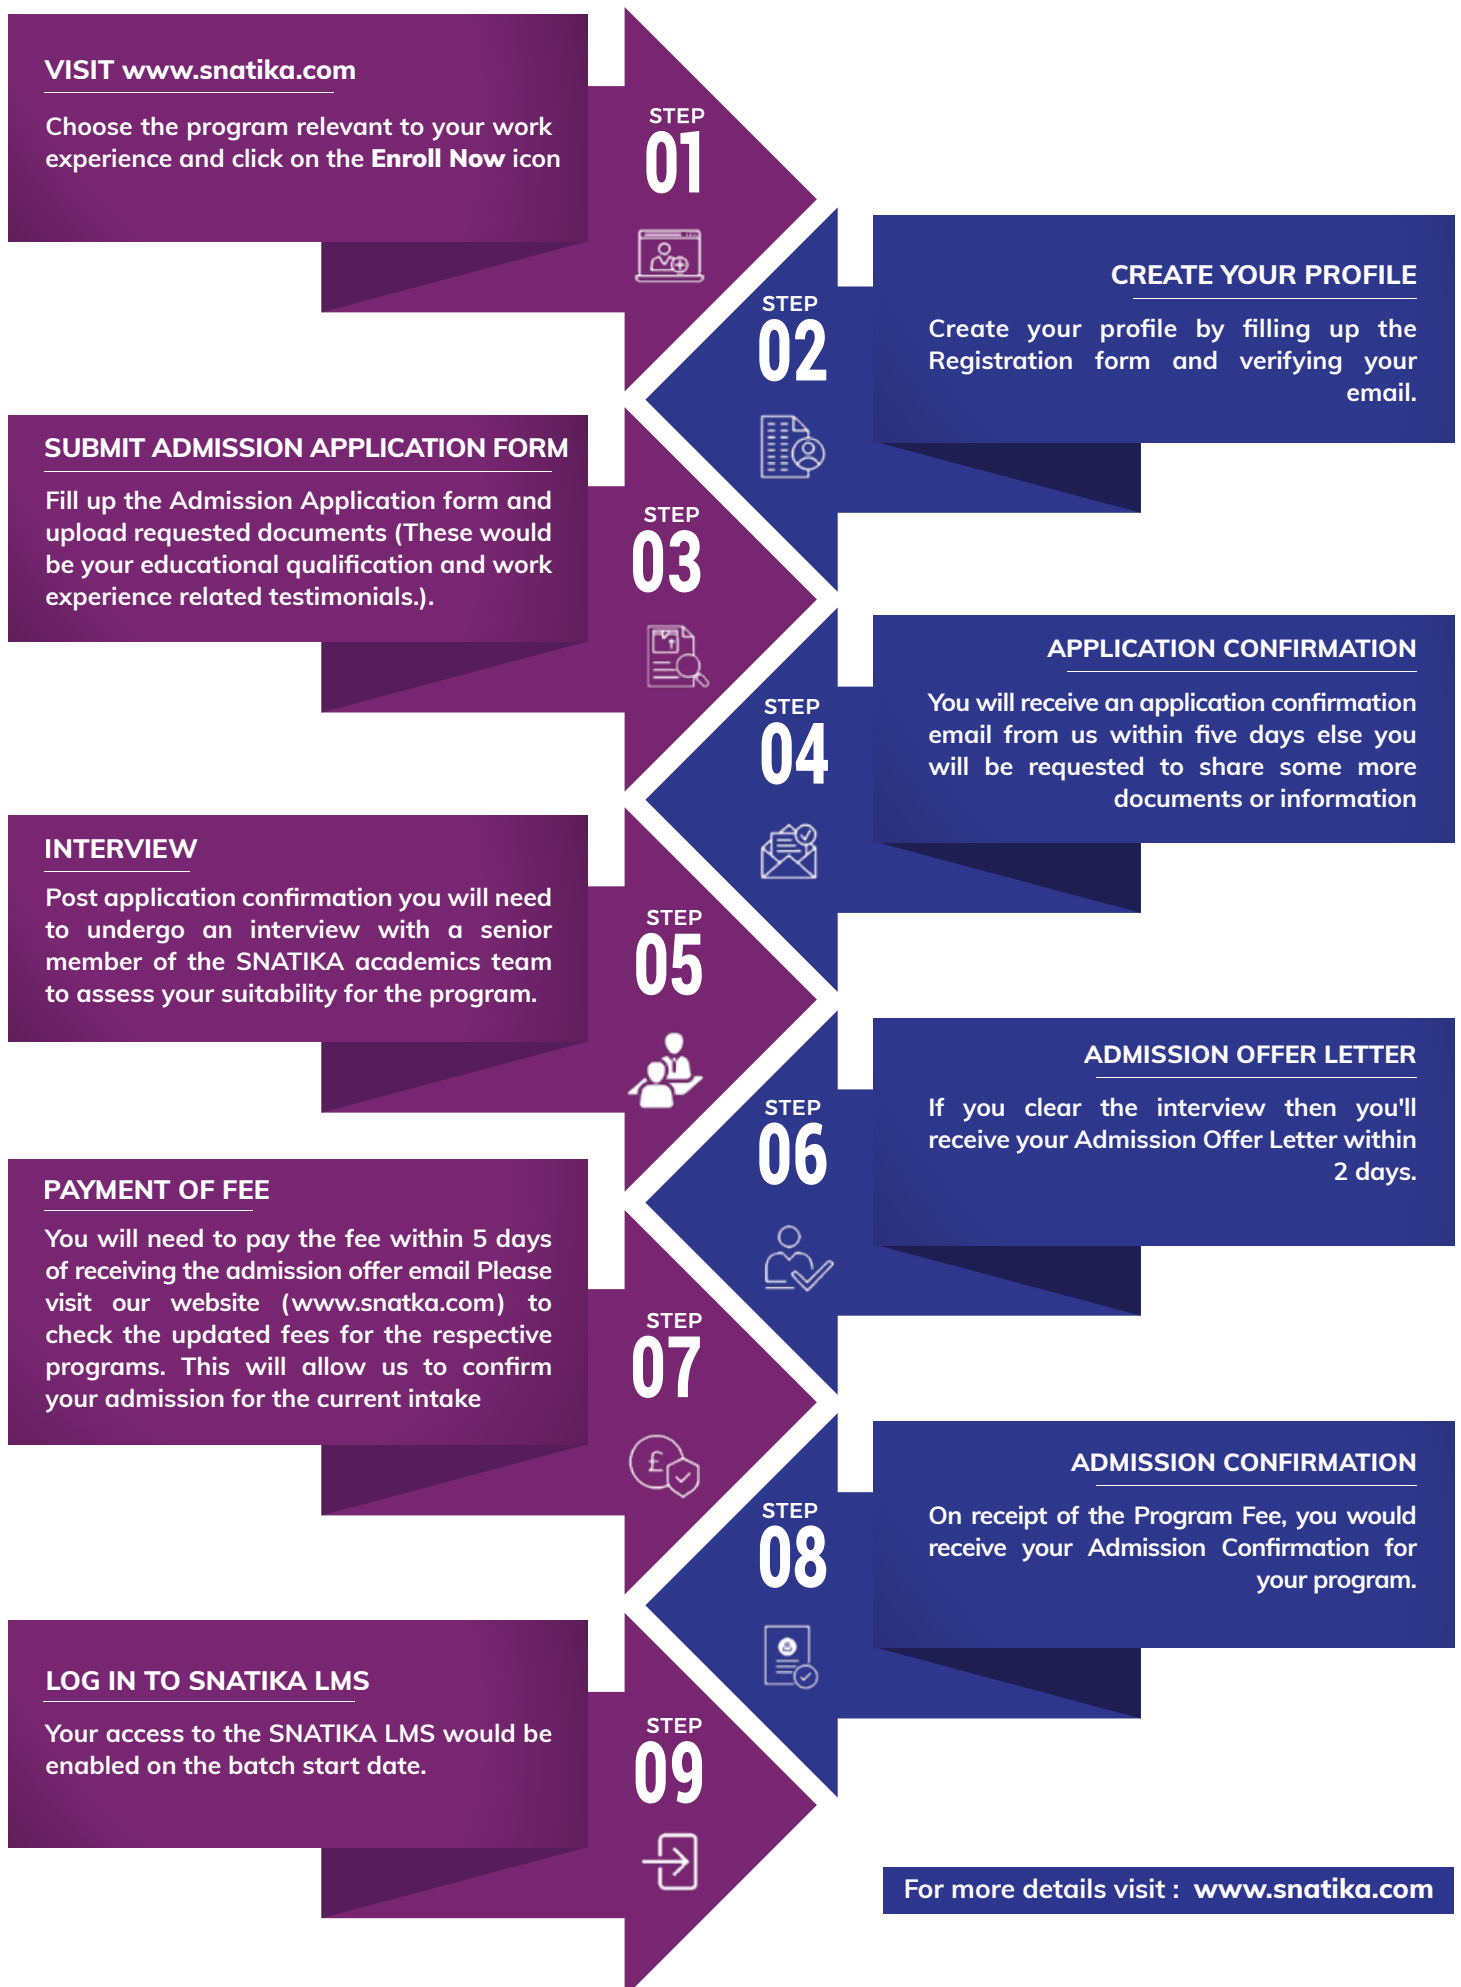 VISIT www.snatika.com
Choose the program relevant to your work
experience and click on the Enroll Now icon
STEP
01
CREATE YOUR PROFILE
Create your profile by filling up the
Registration form and verifying your
email.
STEP
02
SUBMIT ADMISSION APPLICATION FORM
Fill up the Admission Application form and
upload requested documents (These would
be your educational qualification and work
experience related testimonials.).
STEP
03
APPLICATION CONFIRMATION
You will receive an application confirmation
email from us within five days else you
will be requested to share some more
documents or information
STEP
04
INTERVIEW
Post application confirmation you will need
to undergo an interview with a senior
member of the SNATIKA academics team
to assess your suitability for the program.
STEP
05
ADMISSION OFFER LETTER
If you clear the interview then you'll
receive your Admission Offer Letter within
2 days.
STEP
06
PAYMENT OF FEE
You will need to pay the fee within 5 days
of receiving the admission offer email Please
visit our website (www.snatka.com) to
check the updated fees for the respective
programs. This will allow us to confirm
your admission for the current intake
STEP
07
£
ADMISSION CONFIRMATION
On receipt of the Program Fee, you would
receive your Admission Confirmation for
your program.
STEP
08
LOG IN TO SNATIKA LMS
Your access to the SNATIKA LMS would be
enabled on the batch start date.
STEP
09
For more details visit : www.snatika.com